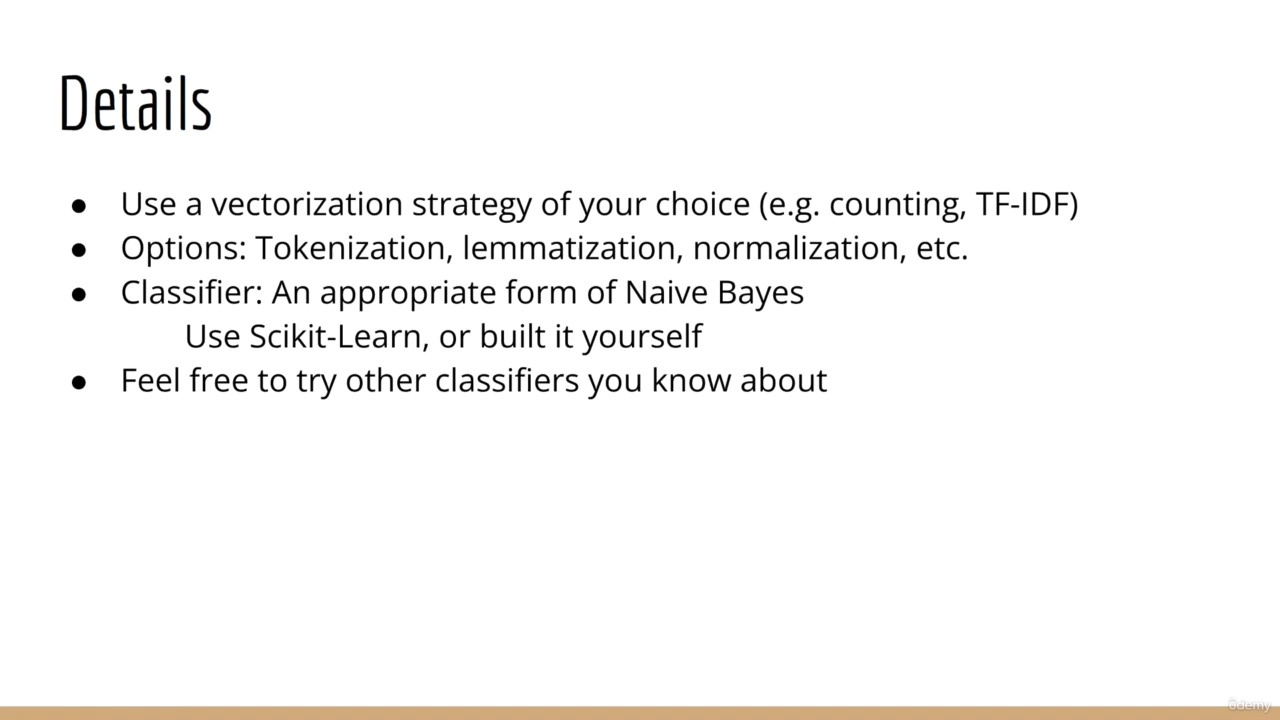 Details
● Use a vectorization strategy of your choice (e.g. counting, TF-IDF)
● Options: Tokenization, lemmatization, normalization, etc.
● Classifier: An appropriate form of Naive Bayes
Use Scikit-Learn, or built it yourself
● Feel free to try other classifiers you know about
ûdemy